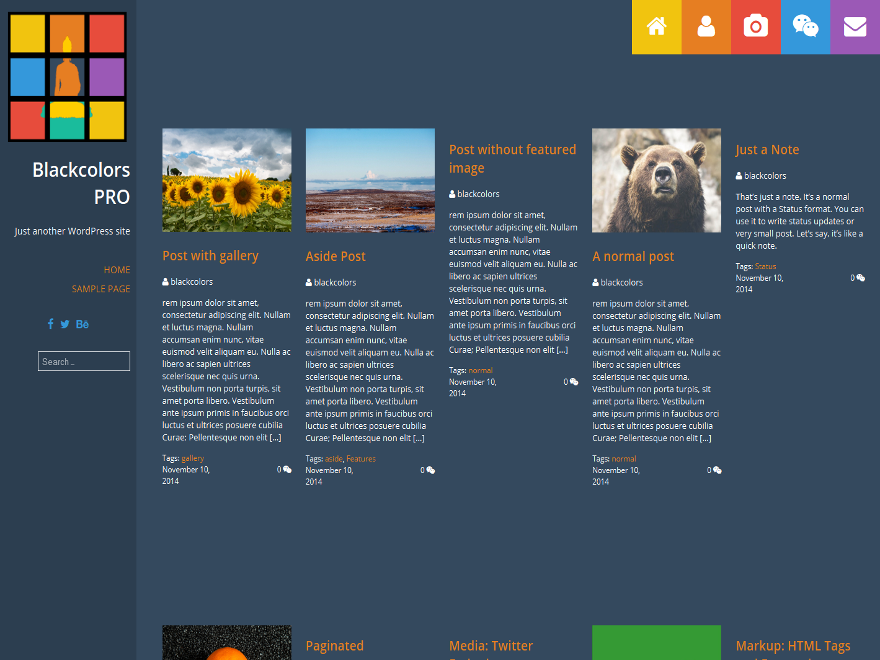 Blackcolors
PRO
Just another WordPress site
HOME
SAMPLE PAGE
Search ...
Post with gallery
blackcolors
rem ipsum dolor sit amet,
consectetur adipiscing elit. Nullam
et luctus magna. Nullam
accumsan enim nunc, vitae
euismod velit aliquam eu. Nulla ac
libero ac sapien ultrices
scelerisque nec quis urna.
Vestibulum non porta turpis, sit
amet porta libero. Vestibulum
ante ipsum primis in faucibus orci
luctus et ultrices posuere cubilia
Curae; Pellentesque non elit [...]
Tags: gallery
November 10,
2014
0
Aside Post
blackcolors
rem ipsum dolor sit amet,
consectetur adipiscing elit. Nullam
et luctus magna. Nullam
accumsan enim nunc, vitae
euismod velit aliquam eu. Nulla ac
libero ac sapien ultrices
scelerisque nec quis urna.
Vestibulum non porta turpis, sit
amet porta libero. Vestibulum
ante ipsum primis in faucibus orci
luctus et ultrices posuere cubilia
Curae; Pellentesque non elit [...]
Tags: aside, Features
November 10,
2014
0
Post without featured
image
blackcolors
rem ipsum dolor sit amet,
consectetur adipiscing elit. Nullam
et luctus magna. Nullam
accumsan enim nunc, vitae
euismod velit aliquam eu. Nulla ac
libero ac sapien ultrices
scelerisque nec quis urna.
Vestibulum non porta turpis, sit
amet porta libero. Vestibulum
ante ipsum primis in faucibus orci
luctus et ultrices posuere cubilia
Curae; Pellentesque non elit [...]
Tags: normal
November 10,
2014
0
A normal post
blackcolors
rem ipsum dolor sit amet,
consectetur adipiscing elit. Nullam
et luctus magna. Nullam
accumsan enim nunc, vitae
euismod velit aliquam eu. Nulla ac
libero ac sapien ultrices
scelerisque nec quis urna.
Vestibulum non porta turpis, sit
amet porta libero. Vestibulum
ante ipsum primis in faucibus orci
luctus et ultrices posuere cubilia
Curae; Pellentesque non elit [...]
Tags: normal
November 10,
2014
0
Just a Note
blackcolors
That's just a note. It's a normal
post with a Status format. You can
use it to write status updates or
very small post. Let's say, it's like a
quick note.
Tags: Status
November 10,
2014
0
Paginated
Media: Twitter
Markup: HTML Tags